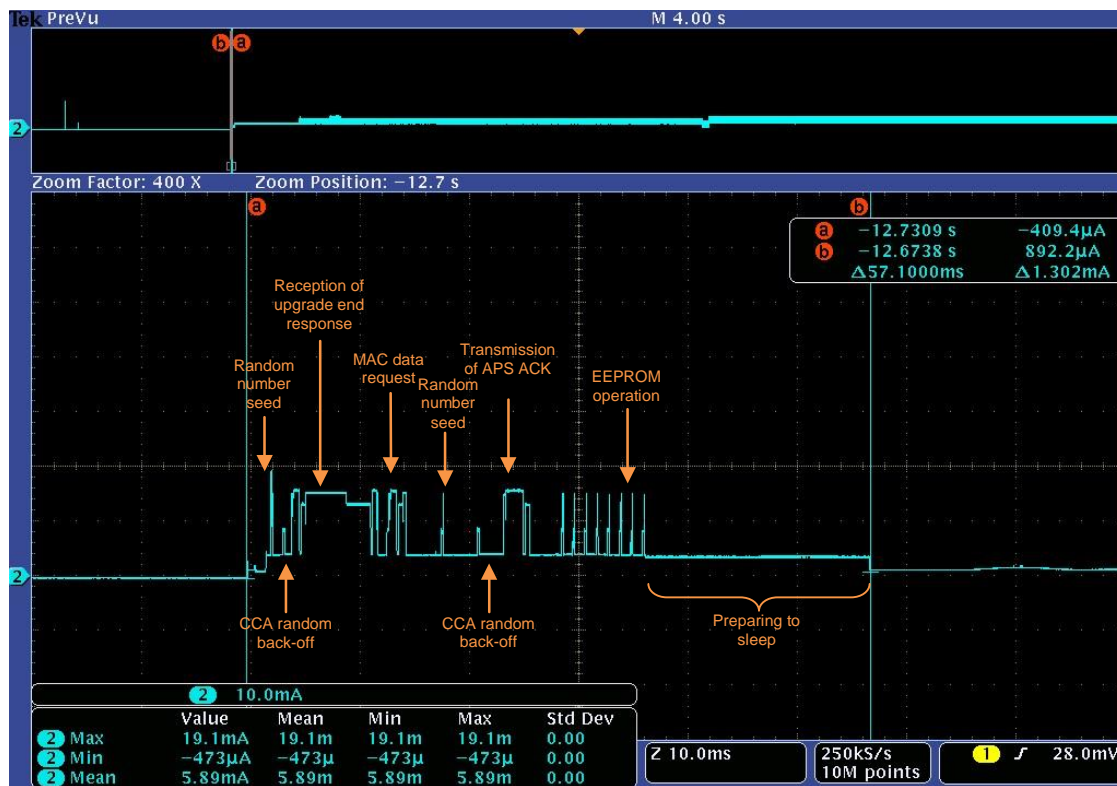 Tek PreVu M 4.00 s
b a
2
Zoom Factor: 400 X Zoom Position: −12.7 s
a b
a −12.7309 s −409.4µA
b −12.6738 s 892.2µA
Δ57.1000ms Δ1.302mA
Reception of
upgrade end
response
Random
number
seed
MAC data
request
Random
number
seed
Transmission
of APS ACK
EEPROM
operation
2
CCA random
back-off
CCA random
back-off
Preparing to
sleep
2 10.0mA
Value Mean Min Max Std Dev
2 Max 19.1mA 19.1m 19.1m 19.1m 0.00
2 Min −473µA −473µ −473µ −473µ 0.00
2 Mean 5.89mA 5.89m 5.89m 5.89m 0.00
Z 10.0ms
250kS/s
10M points
1 28.0mV